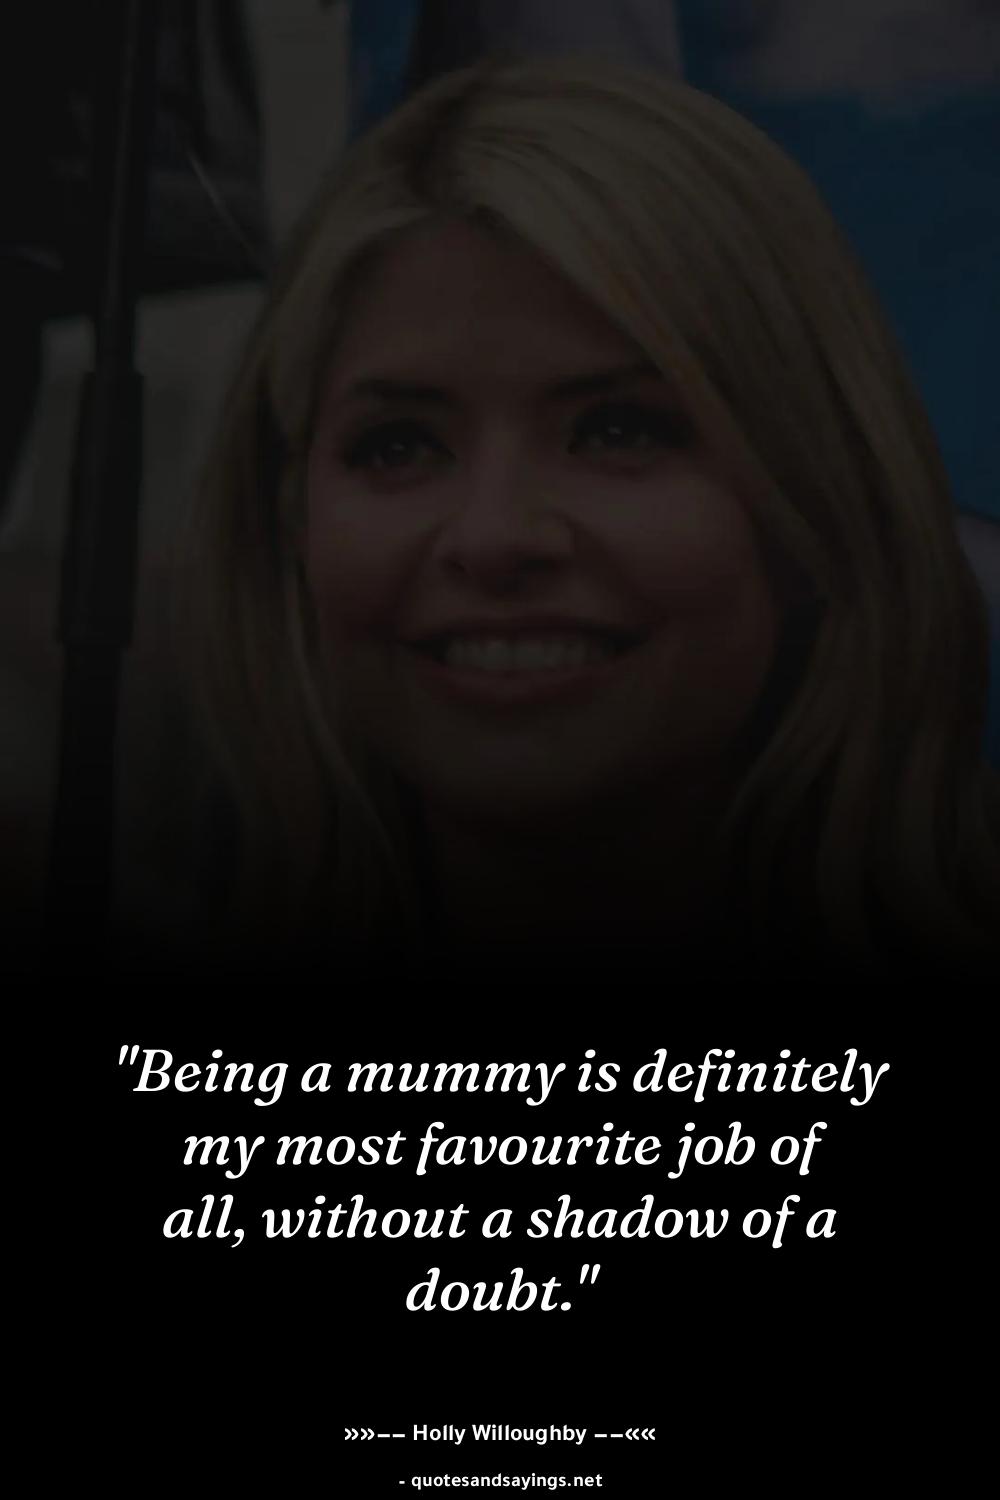 "Being a mummy is definitely
my most favourite job of
all, without a shadow of a
doubt."
»»−− Holly Willoughby −−««
- quotesandsayings.net